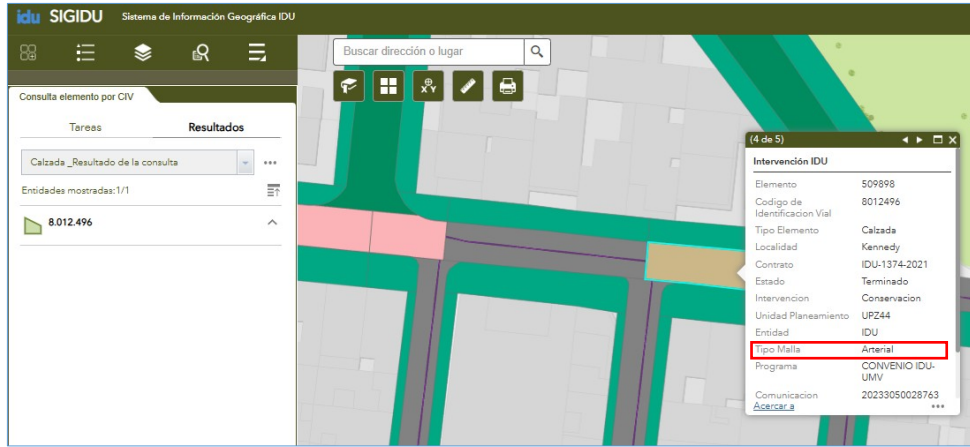 idu SIGIDU Sistema de Información Geográfica IDU
Buscar dirección o lugar
Consulta elemento por CIV
Tareas Resultados
Calzada _Resultado de la consulta
Entidades mostradas:1/1
8.012.496
(4 de 5)
Intervención IDU
Elemento 509898
Codigo de 8012496
Identificacion Vial
Tipo Elemento Calzada
Localidad Kennedy
Contrato IDU-1374-2021
Estado Terminado
Intervencion Conservacion
Unidad Planeamiento UPZ44
Entidad IDU
Tipo Malla Arterial
Programa CONVENIO IDU-
UMV
Comunicacion 20233050028763
Acercar a